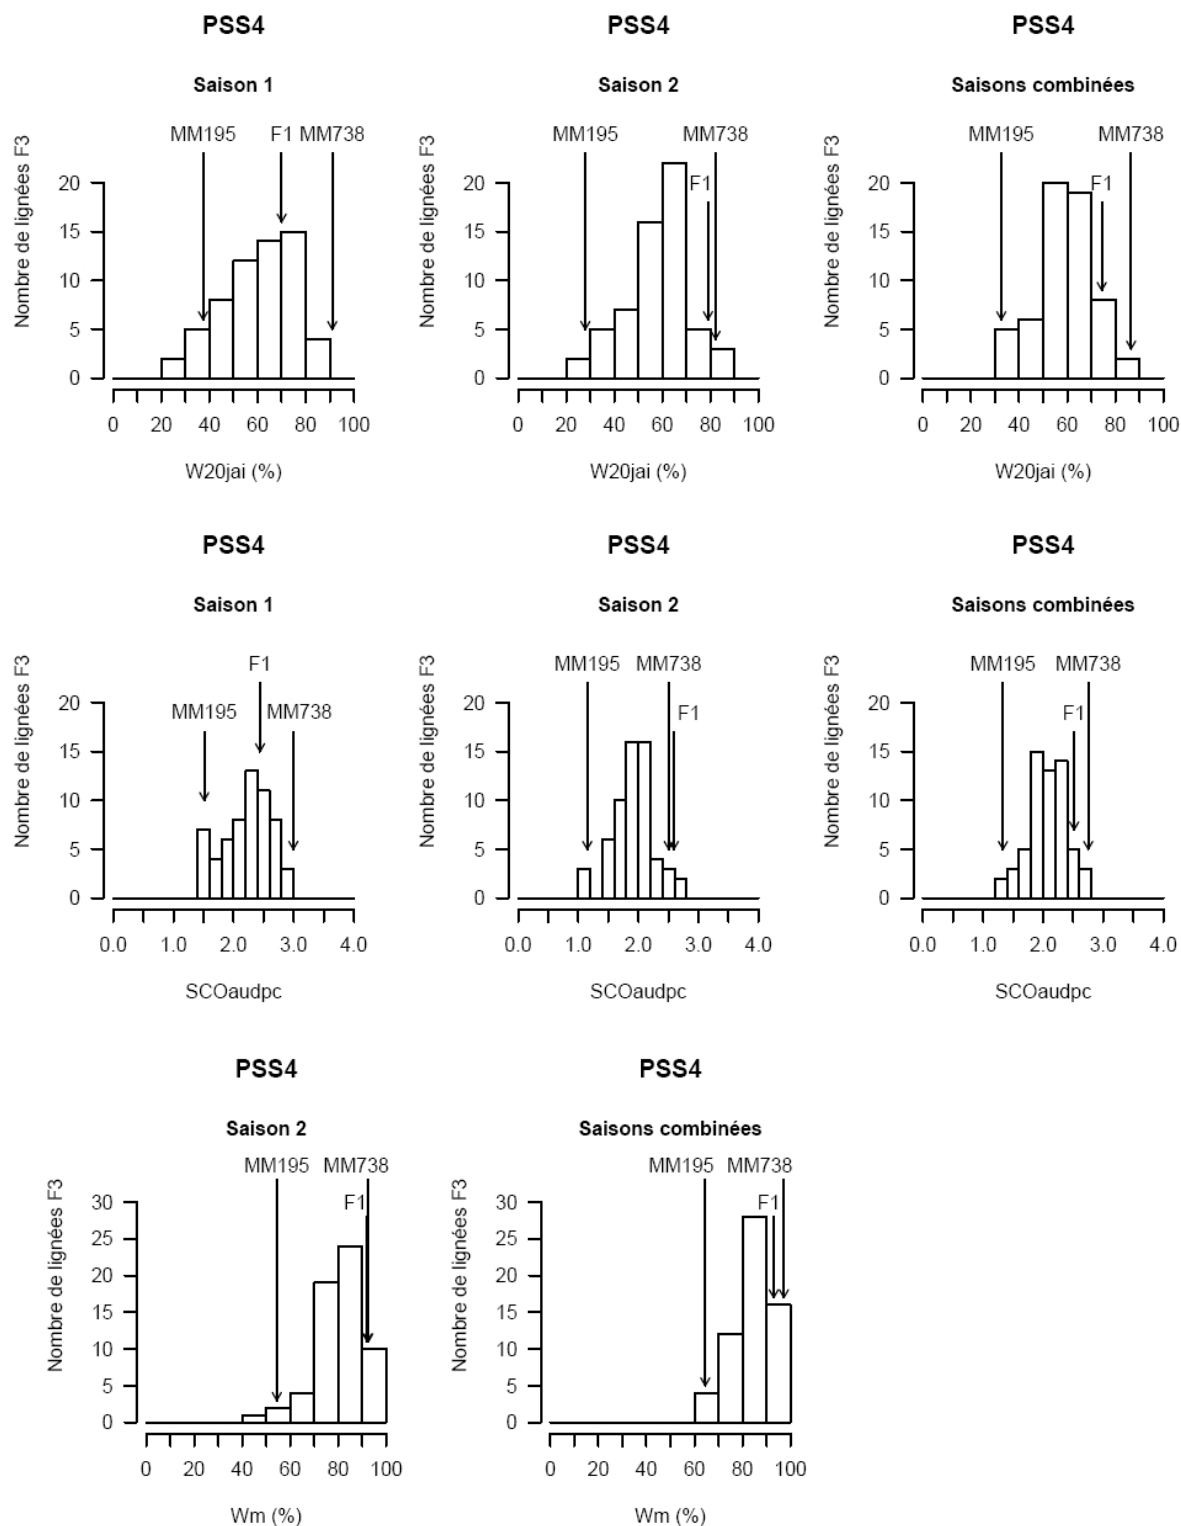 PSS4 PSS4 PSS4
Saison 1 Saison 2 Saisons combinées
MM195 F1 MM738 MM195 MM738 MM195 MM738
F1 F1
Nombre de lignées F3 Nombre de lignées F3 Nombre de lignées F3
20 20 20
15 15 15
10 10 10
5 5 5
0 0 0
0 20 40 60 80 100 0 20 40 60 80 100 0 20 40 60 80 100
W20jai (%) W20jai (%) W20jai (%)
PSS4 PSS4 PSS4
Saison 1 Saison 2 Saisons combinées
F1 MM195 MM738 MM195 MM738
MM195 MM738 F1 F1
Nombre de lignées F3 Nombre de lignées F3 Nombre de lignées F3
20 20 20
15 15 15
10 10 10
5 5 5
0 0 0
0.0 1.0 2.0 3.0 4.0 0.0 1.0 2.0 3.0 4.0 0.0 1.0 2.0 3.0 4.0
SCOaudpc SCOaudpc SCOaudpc
PSS4 PSS4
Saison 2 Saisons combinées
MM195 MM738 MM195 MM738
F1 F1
Nombre de lignées F3 Nombre de lignées F3
30 30
25 25
20 20
15 15
10 10
5 5
0 0
0 20 40 60 80 100 0 20 40 60 80 100
Wm (%) Wm (%)